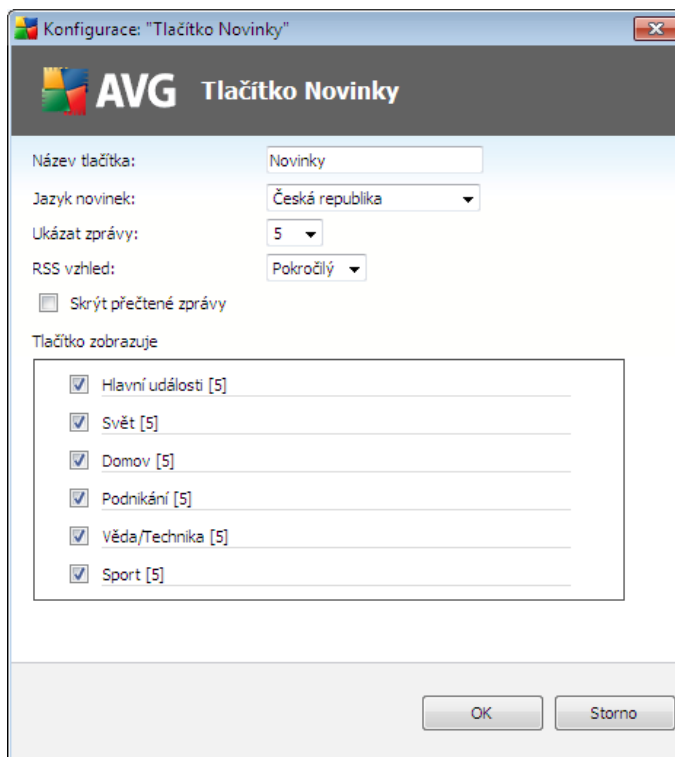 Konfigurace: "Tlačítko Novinky"
AVG Tlačítko Novinky
Název tlačítka: Novinky
Jazyk novinek: Česká republika
Ukázat zprávy: 5
RSS vzhled: Pokročilý
Skrýt přečtené zprávy
Tlačítko zobrazuje
Hlavní události [5]
Svět [5]
Domov [5]
Podnikání [5]
Věda/Technika [5]
Sport [5]
OK Storno